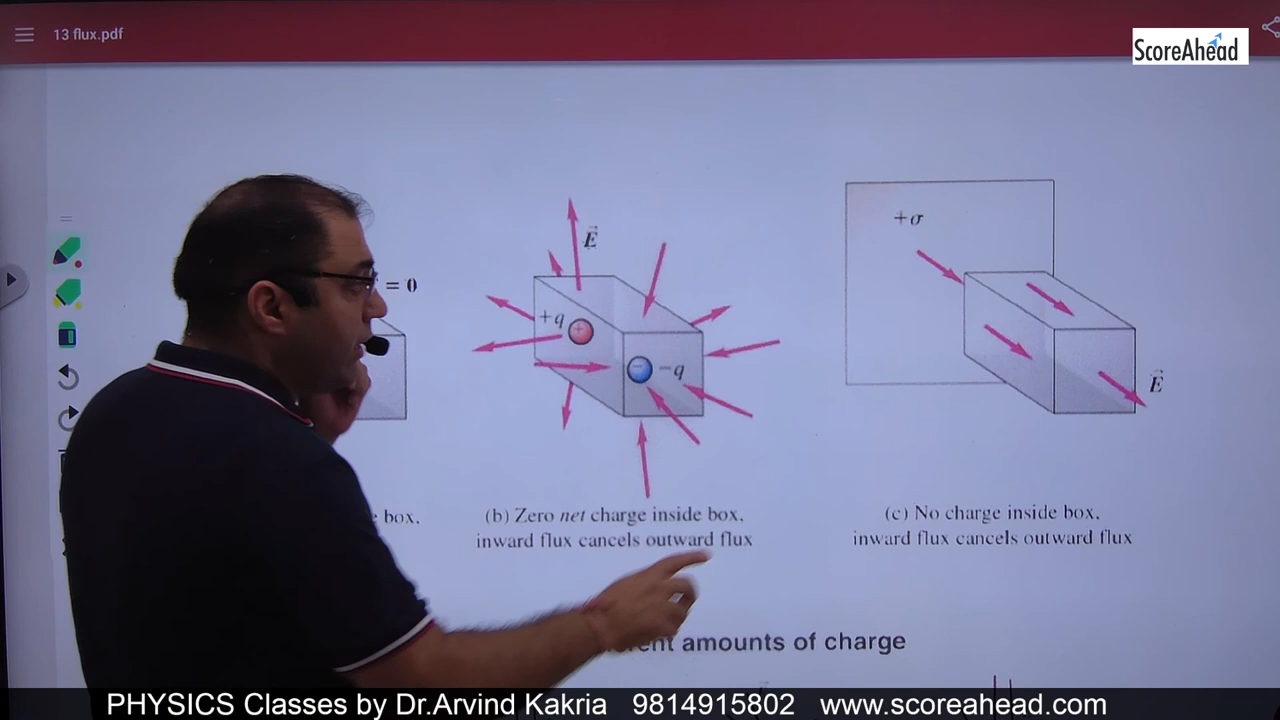 13 flux.pdf
ScoreAhead
+σ
E
= 0
+q
-q
E
box.
(b) Zero net charge inside box,
inward flux cancels outward flux
(c) No charge inside box,
inward flux cancels outward flux
amounts of charge
PHYSICS Classes by Dr.Arvind Kakria 9814915802 www.scoreahead.com